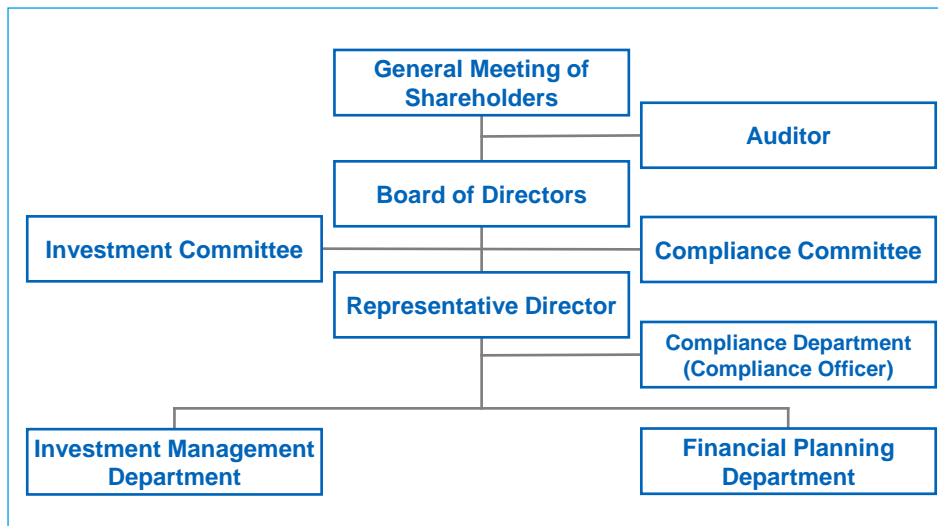 General Meeting of
Shareholders
Auditor
Board of Directors
Investment Committee
Compliance Committee
Representative Director
Compliance Department
(Compliance Officer)
Investment Management
Department
Financial Planning
Department